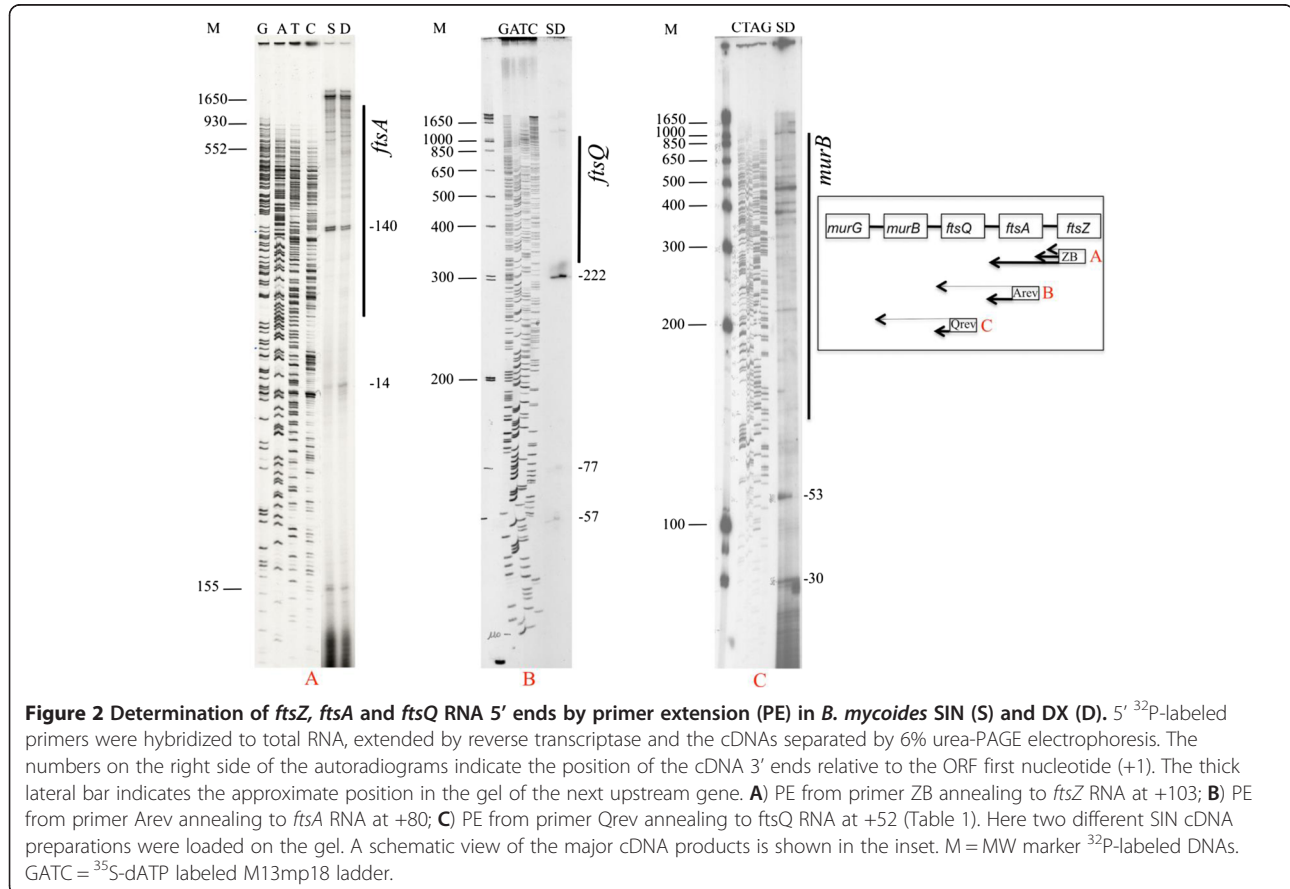 M G A T C S D
1650
930
552
155
ftsA
-140
-14
A
M GATC SD
1650
1000
850
650
500
400
300
200
ftsQ
-222
-77
-57
B
M CTAG SD
1650
1000
850
650
500
400
300
200
100
murB
-53
-30
C
murG murB ftsQ ftsA ftsZ
ZB A
Arev B
Qrev C
Figure 2 Determination of ftsZ, ftsA and ftsQ RNA 5' ends by primer extension (PE) in B. mycoides SIN (S) and DX (D). 5' ³²P-labeled
primers were hybridized to total RNA, extended by reverse transcriptase and the cDNAs separated by 6% urea-PAGE electrophoresis. The
numbers on the right side of the autoradiograms indicate the position of the cDNA 3' ends relative to the ORF first nucleotide (+1). The thick
lateral bar indicates the approximate position in the gel of the next upstream gene. A) PE from primer ZB annealing to ftsZ RNA at +103; B) PE
from primer Arev annealing to ftsA RNA at +80; C) PE from primer Qrev annealing to ftsQ RNA at +52 (Table 1). Here two different SIN cDNA
preparations were loaded on the gel. A schematic view of the major cDNA products is shown in the inset. M = MW marker ³²P-labeled DNAs.
GATC = ³⁵S-dATP labeled M13mp18 ladder.